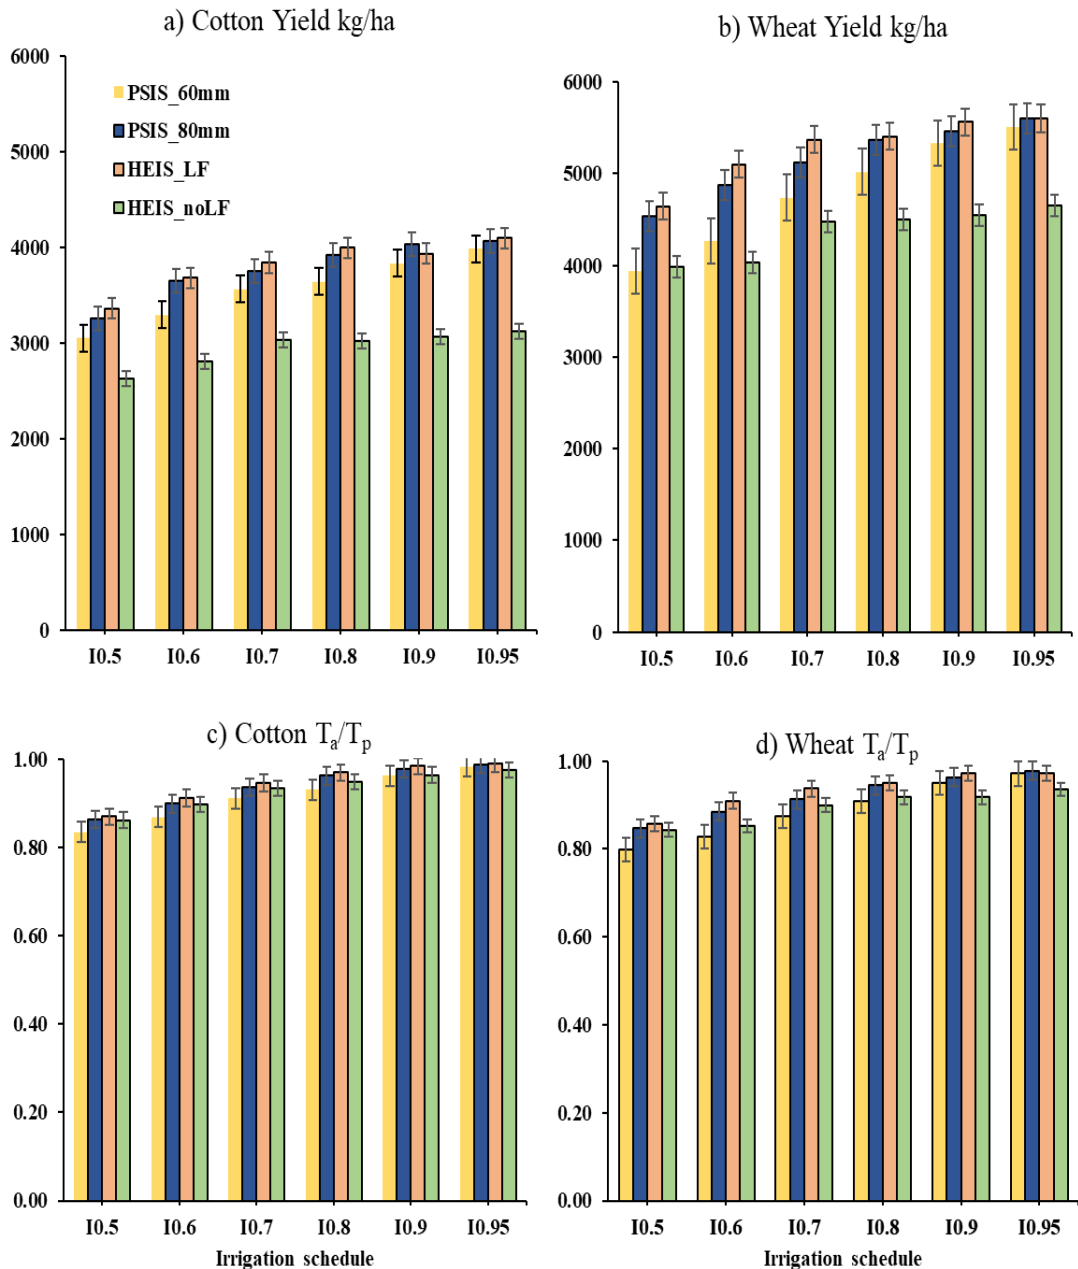 a) Cotton Yield kg/ha
6000
5000
4000
3000
2000
1000
0
PSIS_60mm
PSIS_80mm
HEIS_LF
HEIS_noLF
I0.5 I0.6 I0.7 I0.8 I0.9 I0.95
b) Wheat Yield kg/ha
6000
5000
4000
3000
2000
1000
0
I0.5 I0.6 I0.7 I0.8 I0.9 I0.95
c) Cotton Ta/Tp
1.00
0.80
0.60
0.40
0.20
0.00
I0.5 I0.6 I0.7 I0.8 I0.9 I0.95
Irrigation schedule
d) Wheat Ta/Tp
1.00
0.80
0.60
0.40
0.20
0.00
I0.5 I0.6 I0.7 I0.8 I0.9 I0.95
Irrigation schedule